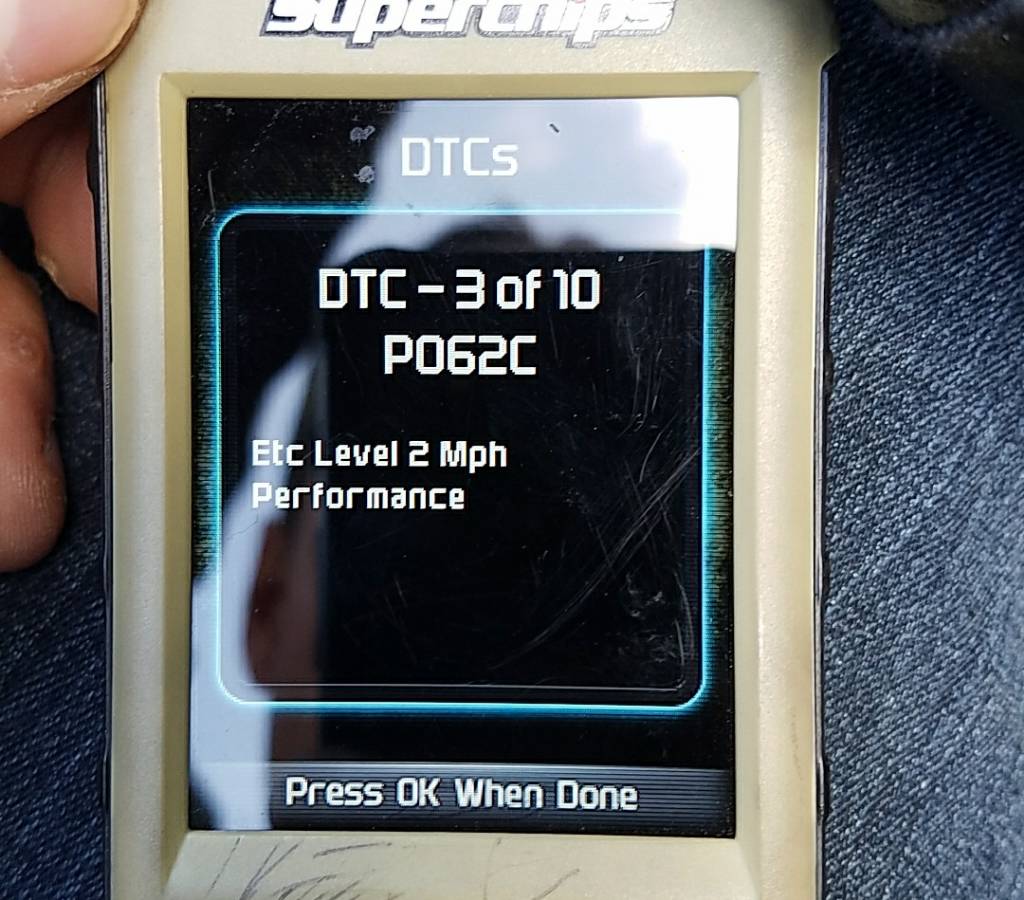 Superchips
DTCs
DTC - 3 of 10
P062C
Etc Level 2 Mph
Performance
Press OK When Done